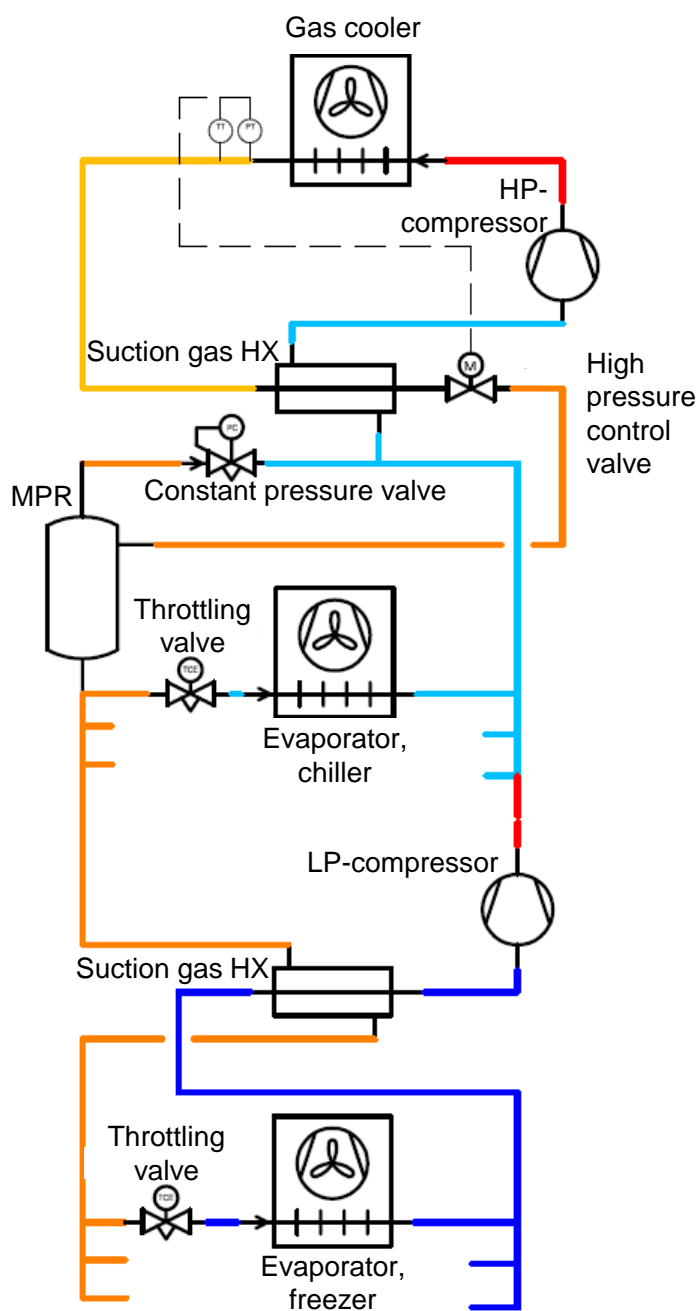 Gas cooler
TT
PT
HP-
compressor
Suction gas HX
M
High
pressure
control
valve
PC
Constant pressure valve
MPR
Throttling
valve
TCE
Evaporator,
chiller
LP-compressor
Suction gas HX
Throttling
valve
TCE
Evaporator,
freezer